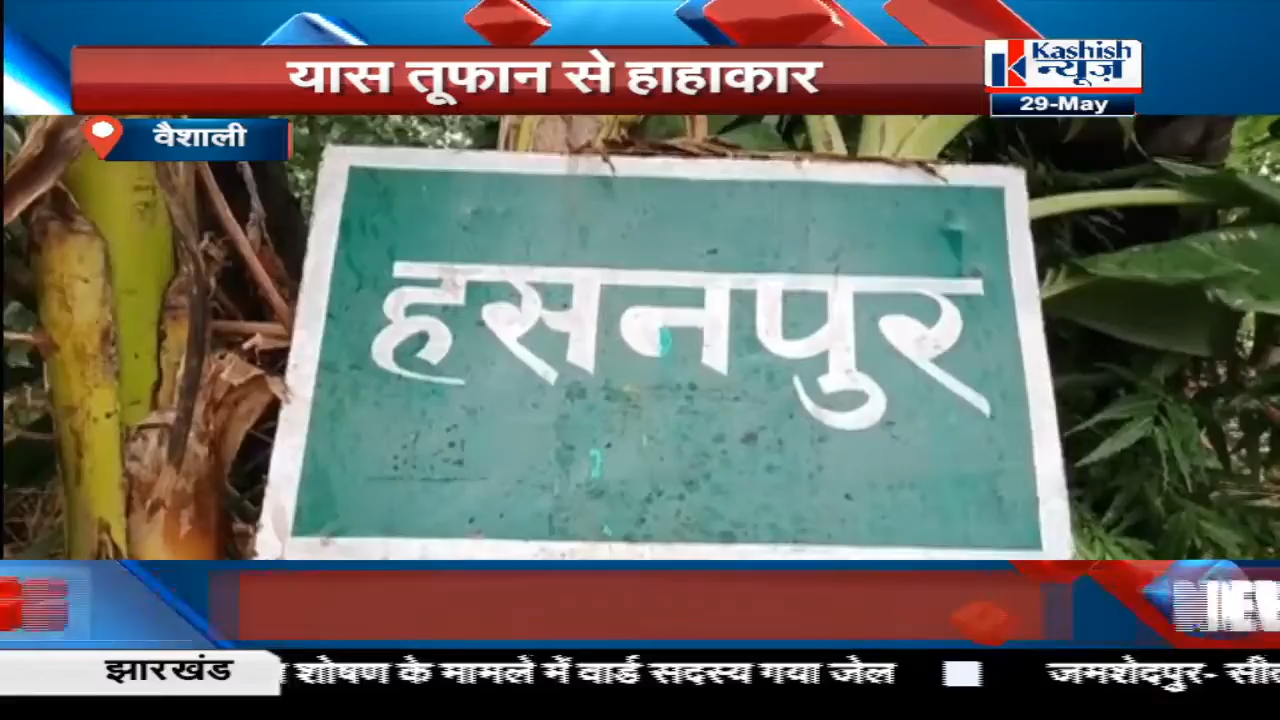 यास तूफान से हाहाकार
Kashish
न्यूज़
29-May
वैशाली
हसनपुर
झारखंड
शोषण के मामले में वार्ड सदस्य गया जेल
जमशेदपुर-